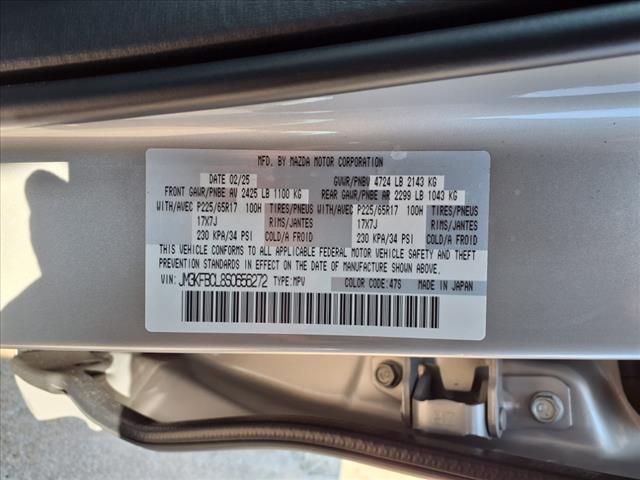 MFD. BY MAZDA MOTOR CORPORATION
DATE 02/25 GVWR/PNBV 4724 LB 2143 KG
FRONT GAWR/PNBE AV 2425 LB 1100 KG REAR GAWR/PNBE AR 2299 LB 1043 KG
WITH/AVEC P225/65R17 100H TIRES/PNEUS WITH/AVEC P225/65R17 100H TIRES/PNEUS
17X7J RIMS/JANTES 17X7J RIMS/JANTES
230 KPA/34 PSI COLD/A FROID 230 KPA/34 PSI COLD/A FROID
THIS VEHICLE CONFORMS TO ALL APPLICABLE FEDERAL MOTOR VEHICLE SAFETY AND THEFT
PREVENTION STANDARDS IN EFFECT ON THE DATE OF MANUFACTURE SHOWN ABOVE.
VIN: JM3KFBCL8S0656272 TYPE:MPV COLOR CODE:47S MADE IN JAPAN